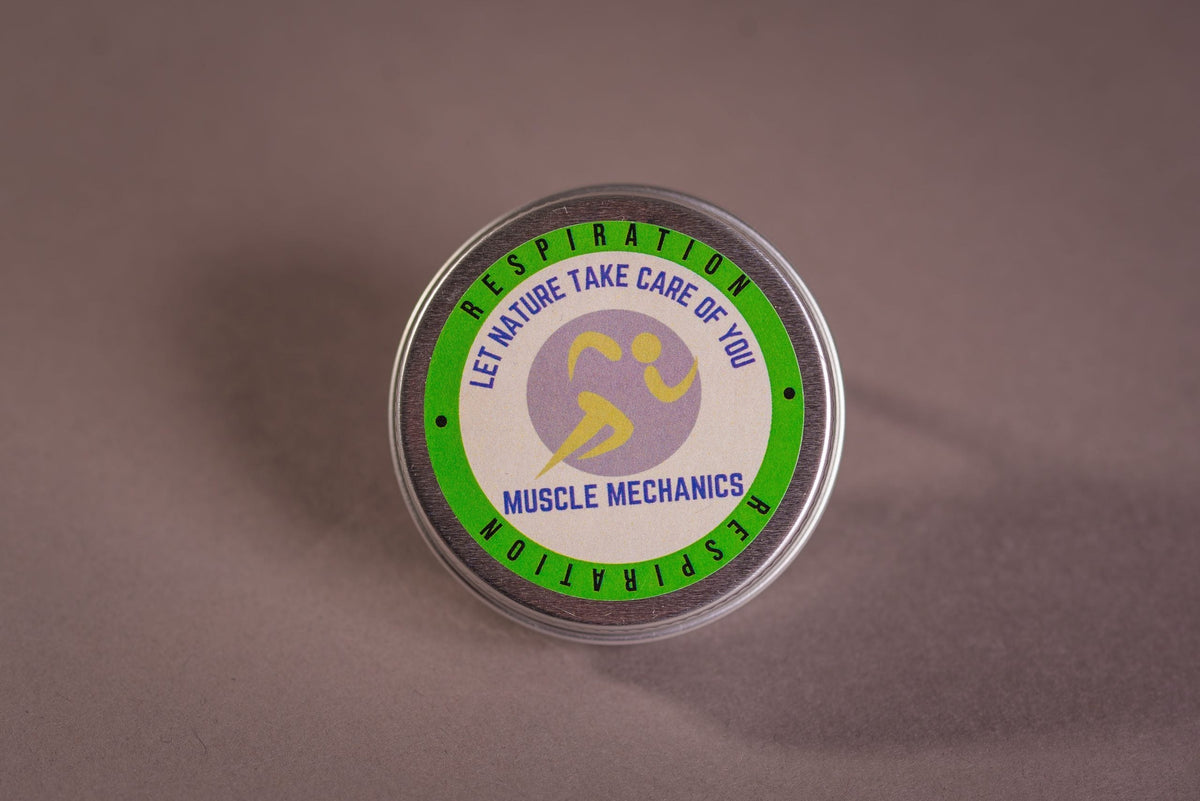 RESPIRATION
LET NATURE TAKE CARE OF YOU
MUSCLE MECHANICS
RESPIRATION